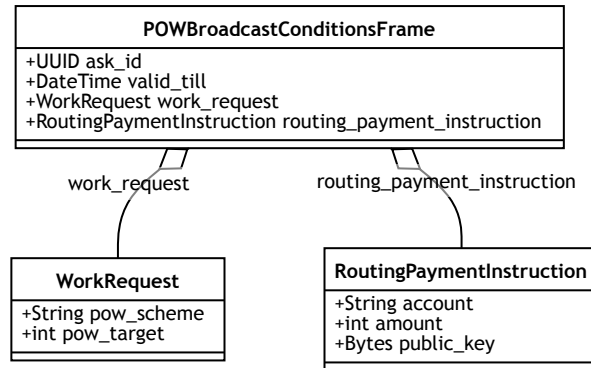 POWBroadcastConditionsFrame
+UUID ask_id
+DateTime valid_till
+WorkRequest work_request
+RoutingPaymentInstruction routing_payment_instruction
work_request
routing_payment_instruction
WorkRequest
+String pow_scheme
+int pow_target
RoutingPaymentInstruction
+String account
+int amount
+Bytes public_key